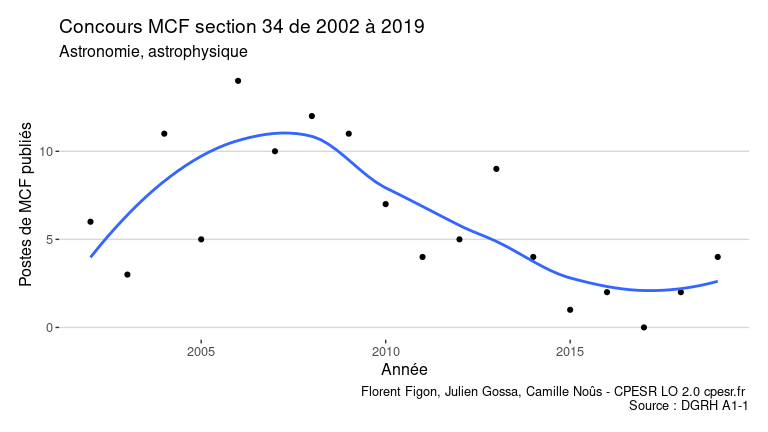 Concours MCF section 34 de 2002 à 2019
Astronomie, astrophysique
Postes de MCF publiés
10
5
0
2005
2010
2015
Année
Florent Figon, Julien Gossa, Camille Noûs - CPESR LO 2.0 cpesr.fr
Source : DGRH A1-1